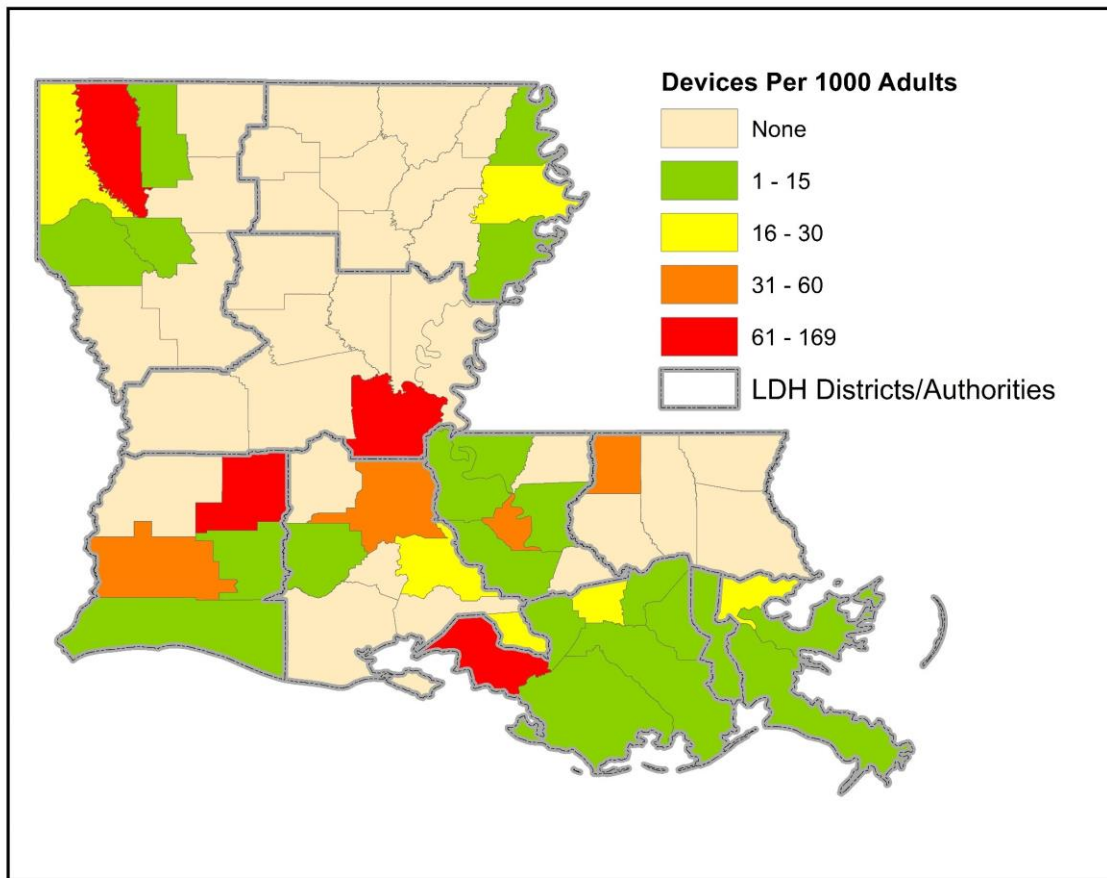 Devices Per 1000 Adults
None
1 - 15
16 - 30
31 - 60
61 - 169
LDH Districts/Authorities